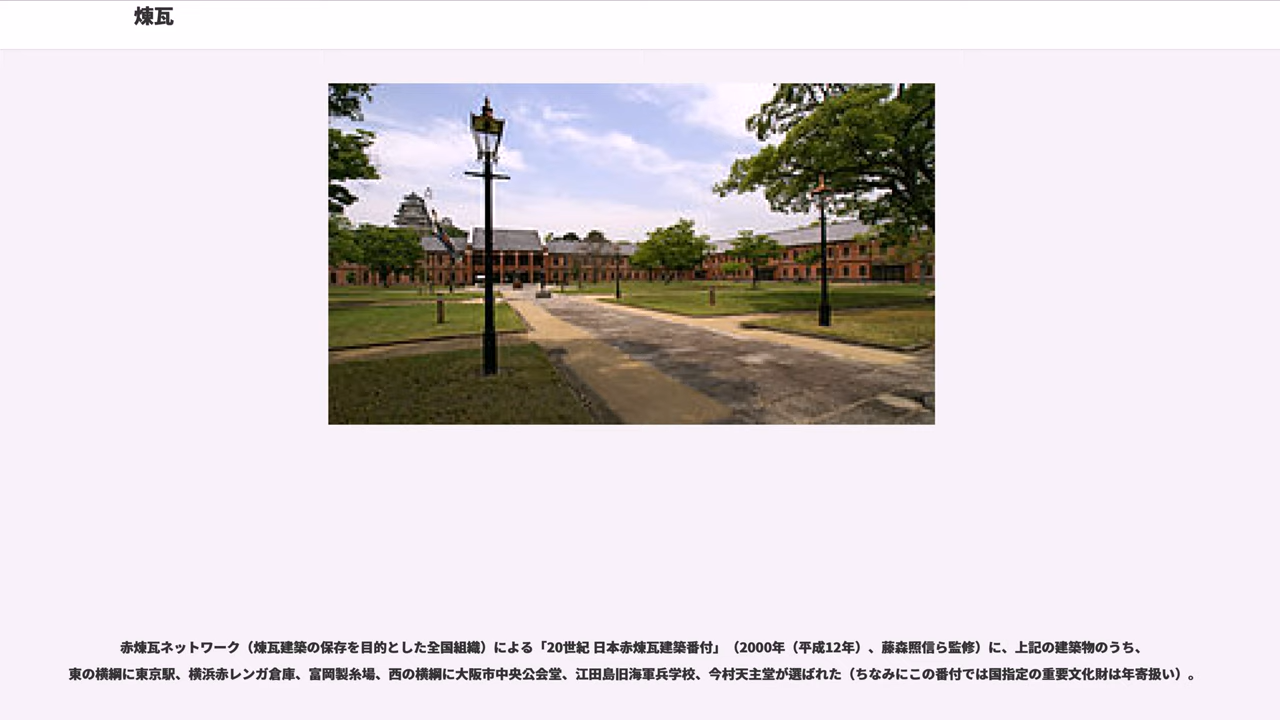 煉瓦
赤煉瓦ネットワーク（煉瓦建築の保存を目的とした全国組織）による「20世紀 日本赤煉瓦建築番付」（2000年（平成12年）、藤森照信ら監修）に、上記の建築物のうち、
東の横綱に東京駅、横浜赤レンガ倉庫、富岡製糸場、西の横綱に大阪市中央公会堂、江田島旧海軍兵学校、今村天主堂が選ばれた（ちなみにこの番付では国指定の重要文化財は年寄扱い）。